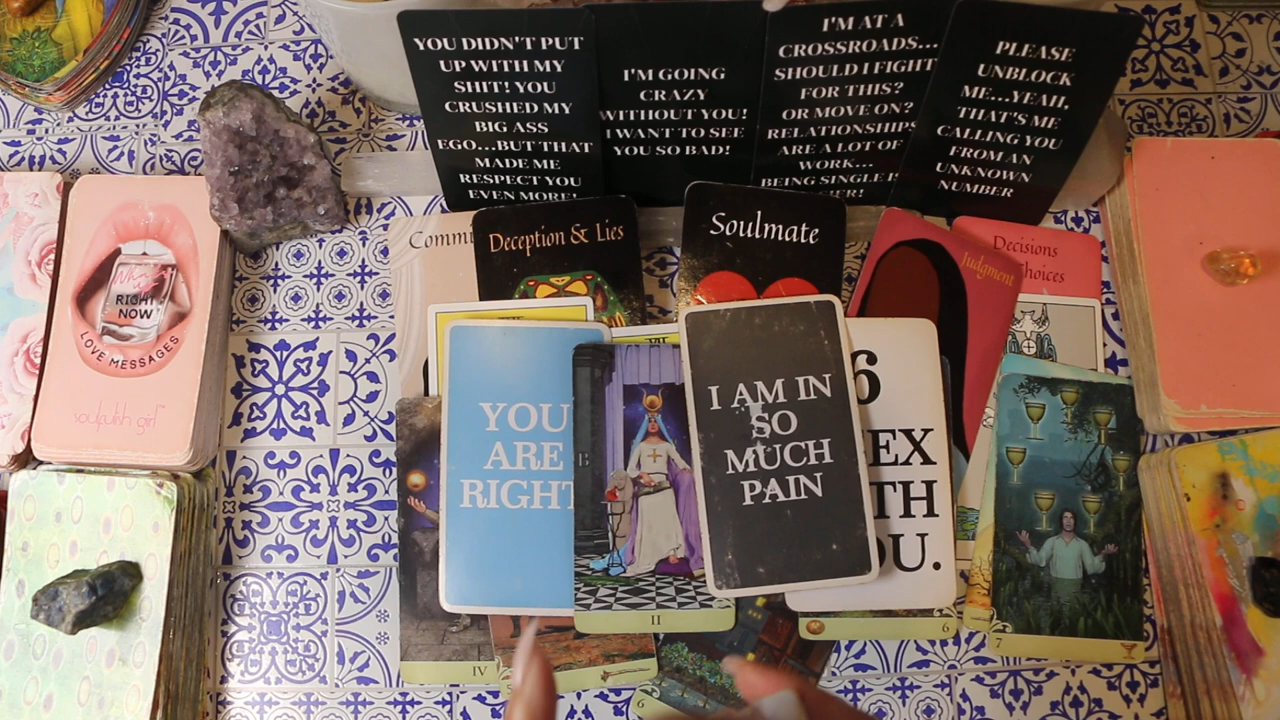 YOU DIDN'T PUT
UP WITH MY
SHIT! YOU
CRUSHED MY
BIG ASS
EGO...BUT THAT
MADE ME
RESPECT YOU
EVEN MORE!
I'M GOING
CRAZY
WITHOUT YOU!
I WANT TO SEE
YOU SO BAD!
I'M AT A
CROSSROADS...
SHOULD I FIGHT
FOR THIS?
OR MOVE ON?
RELATIONSHIPS
ARE A LOT OF
WORK...
BEING SINGLE IS
PLEASE
UNBLOCK
ME...YEAH,
THAT'S ME
CALLING YOU
FROM AN
UNKNOWN
NUMBER
Commi
Deception & Lies
Soulmate
Judgment
Decisions
RIGHT
NOW
LOVE MESSAGES
YOU
ARE
RIGHT
B
II
I AM IN
SO
MUCH
PAIN
6
EX
TH
OU.
IV
6
6
7